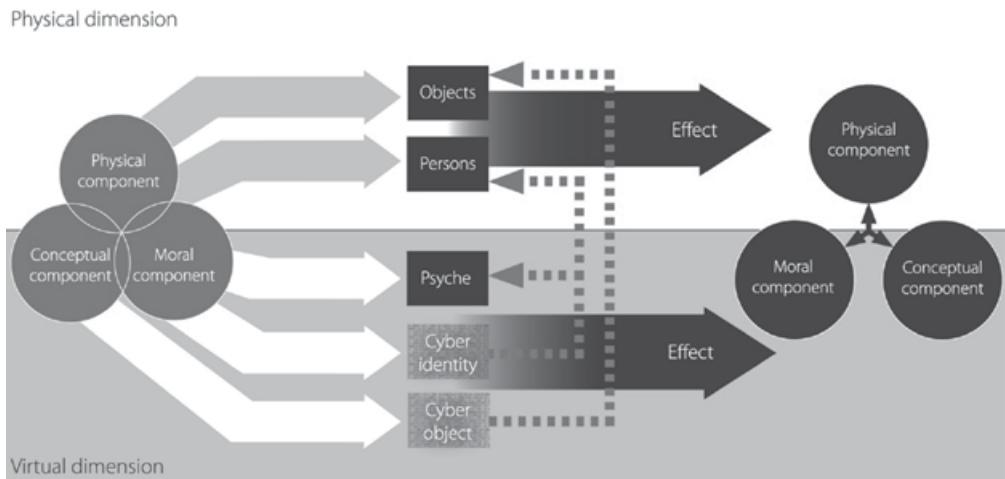 Physical dimension
Objects
Effect
Persons
Physical
component
Physical
component
Conceptual
component
Moral
component
Psyche
Moral
component
Conceptual
component
Cyber
identity
Effect
Cyber
object
Virtual dimension